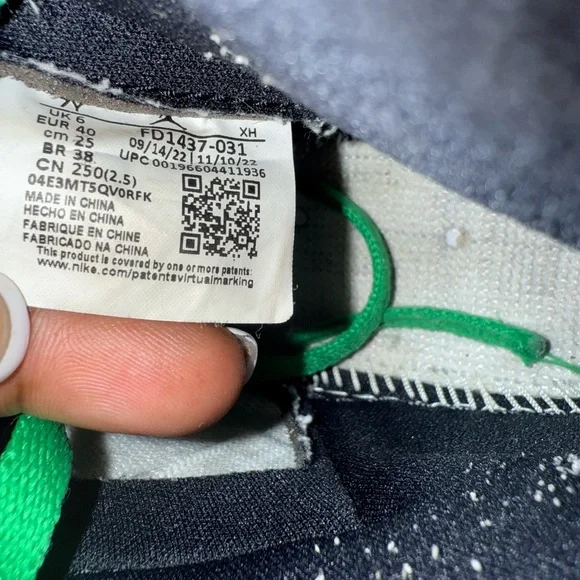 UK 6
EUR 40
cm 25
BR 38
CN 250(2.5)
04E3MT5QV0RFK
XH
FD1437-031
09/14/22 | 11/10/22
UPC 00196604411936
MADE IN CHINA
HECHO EN CHINA
FABRIQUE EN CHINE
FABRICADO NA CHINA
This product is covered by one or more patents:
www.nike.com/patentsvirtualmarking